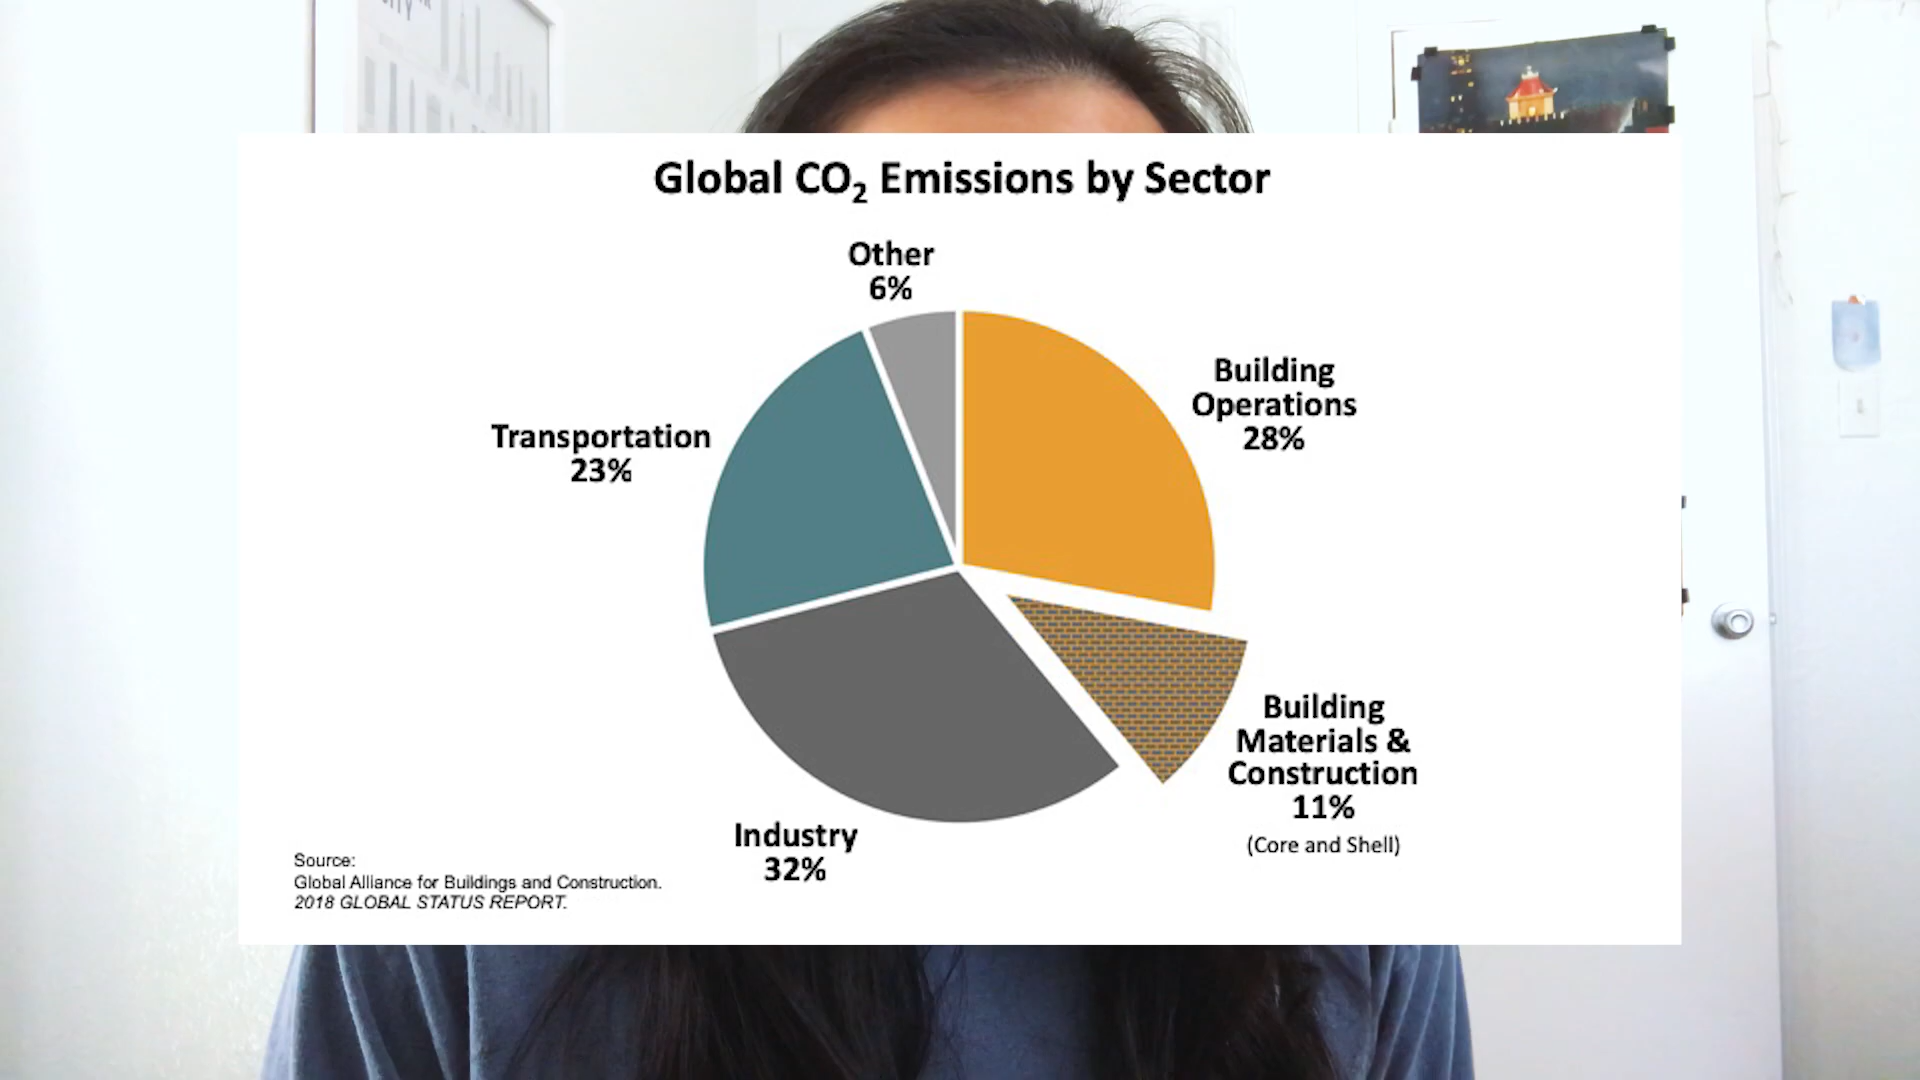 Global CO₂ Emissions by Sector
Other
6%
Building
Operations
28%
Transportation
23%
Building
Materials &
Construction
11%
(Core and Shell)
Industry
32%
Source:
Global Alliance for Buildings and Construction.
2018 GLOBAL STATUS REPORT.